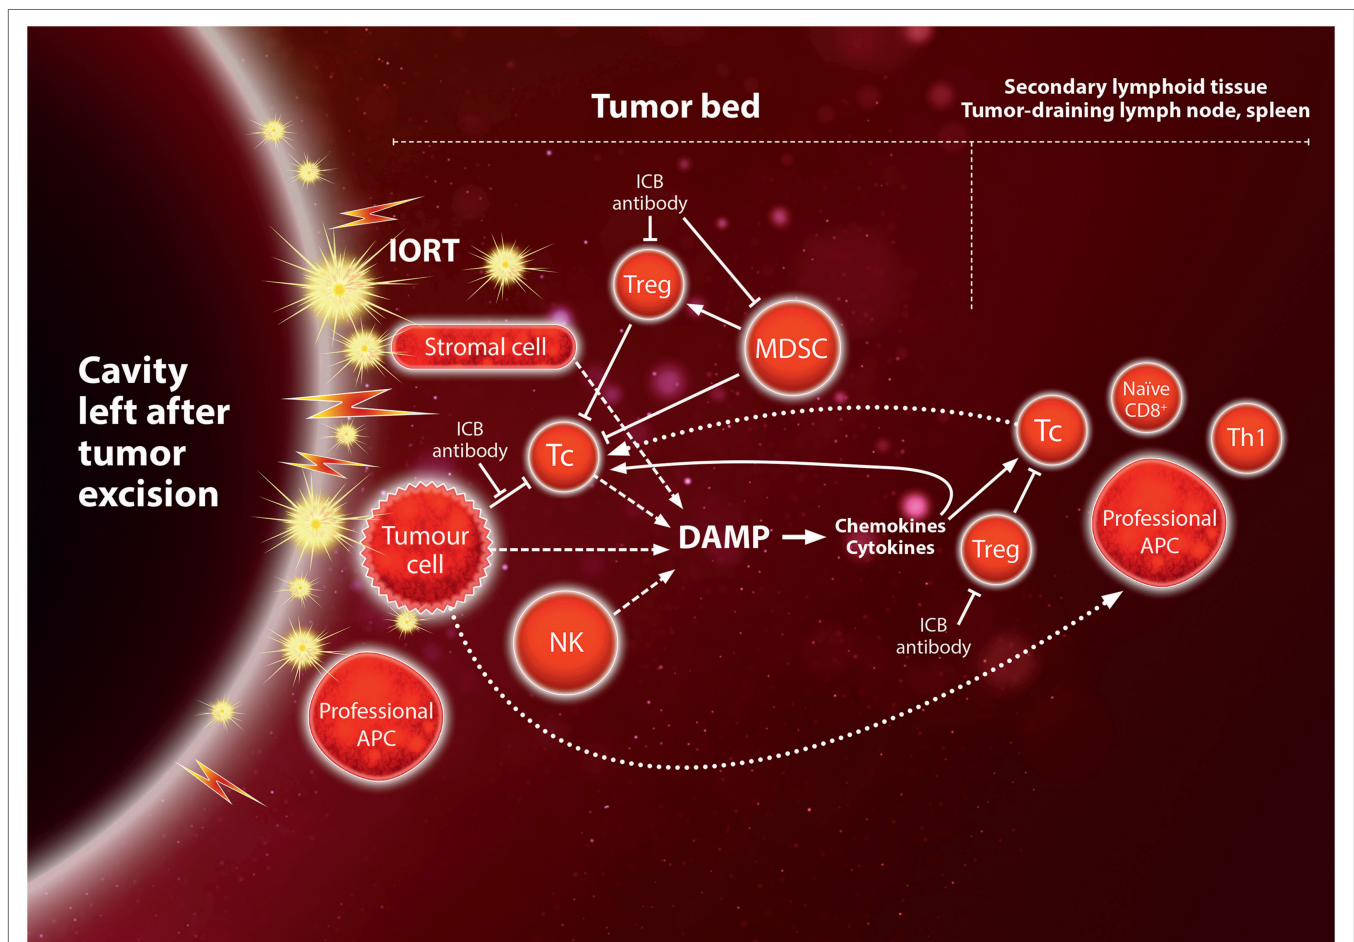 Tumor bed
Secondary lymphoid tissue
Tumor-draining lymph node, spleen
ICB
antibody
IORT
Treg
Stromal cell
MDSC
Cavity
left after
tumor
excision
Naïve
CD8⁺
Tc
Th1
ICB
antibody
Tc
Tumour
cell
DAMP
Chemokines
Cytokines
Treg
Professional
APC
NK
ICB
antibody
Professional
APC